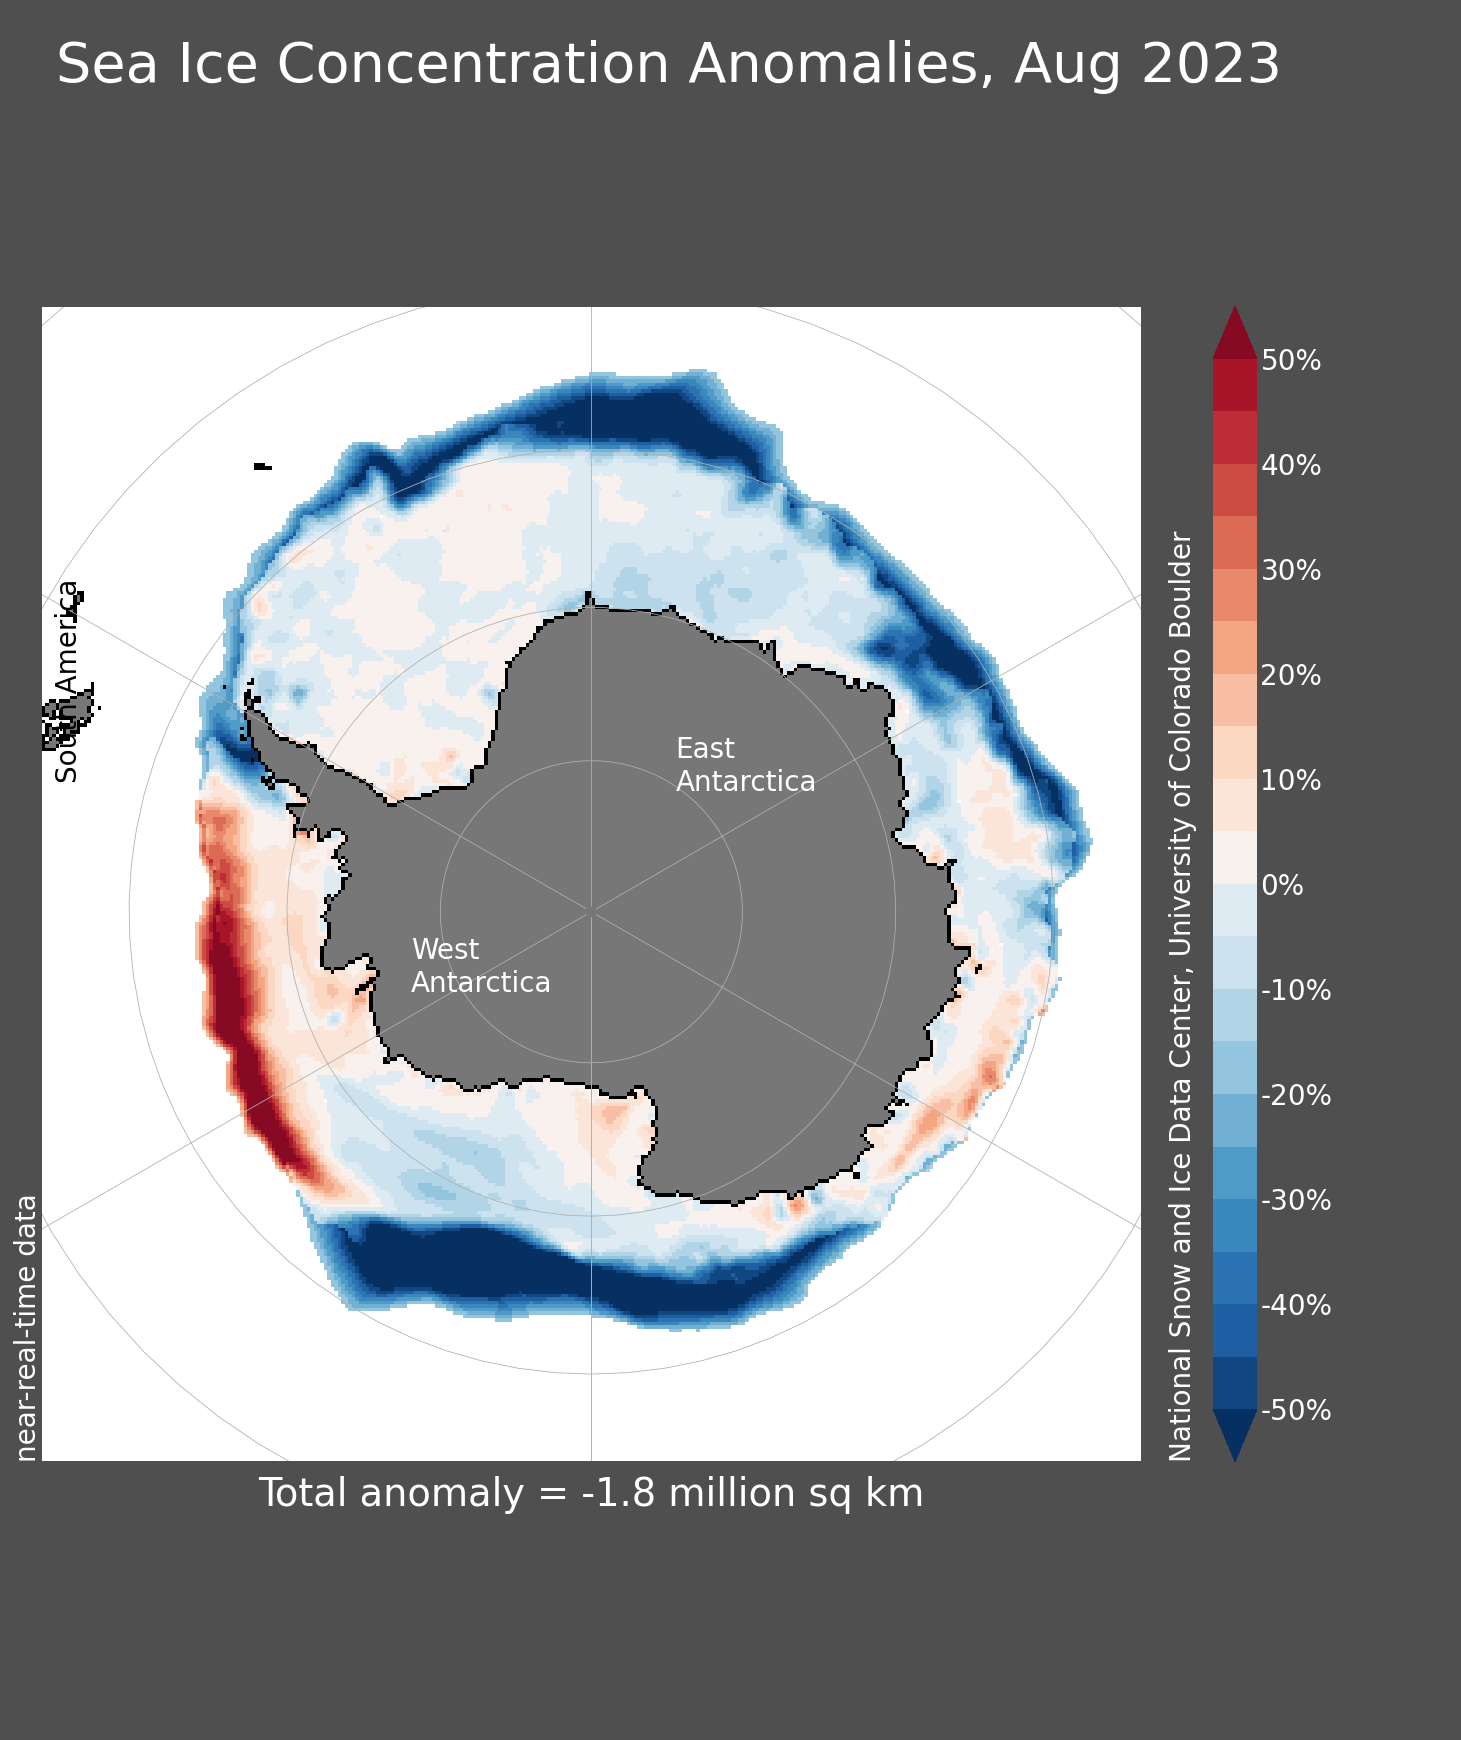 Sea Ice Concentration Anomalies, Aug 2023
South America
East
Antarctica
West
Antarctica
near-real-time data
National Snow and Ice Data Center, University of Colorado Boulder
50%
40%
30%
20%
10%
0%
-10%
-20%
-30%
-40%
-50%
Total anomaly = -1.8 million sq km